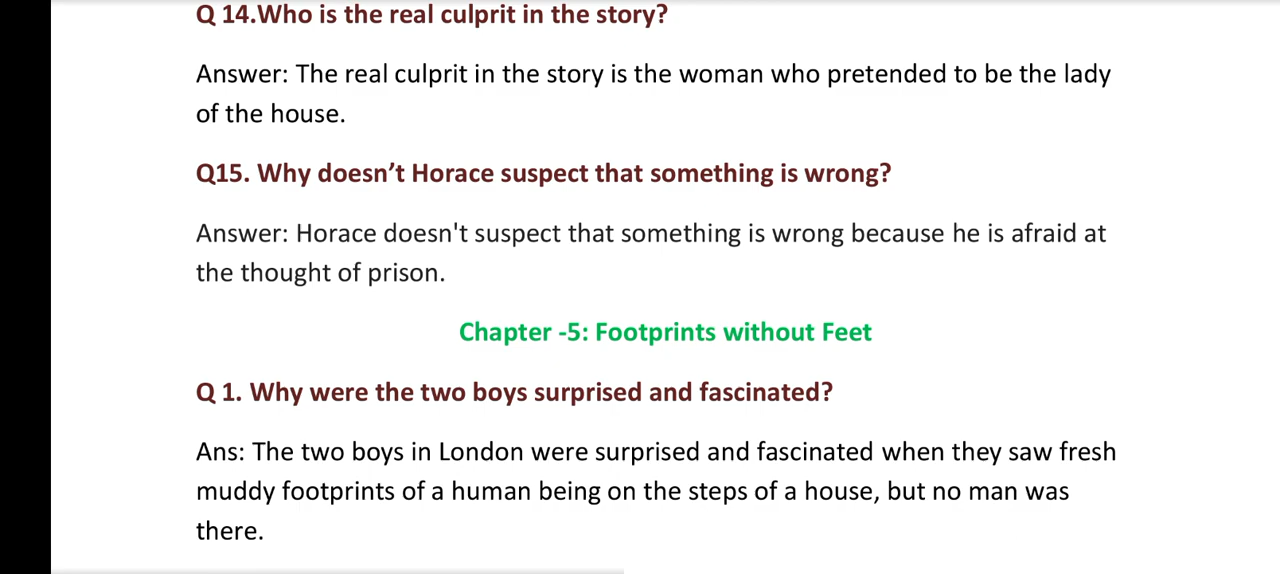 Q 14.Who is the real culprit in the story?
Answer: The real culprit in the story is the woman who pretended to be the lady
of the house.
Q15. Why doesn’t Horace suspect that something is wrong?
Answer: Horace doesn't suspect that something is wrong because he is afraid at
the thought of prison.
Chapter -5: Footprints without Feet
Q 1. Why were the two boys surprised and fascinated?
Ans: The two boys in London were surprised and fascinated when they saw fresh
muddy footprints of a human being on the steps of a house, but no man was
there.